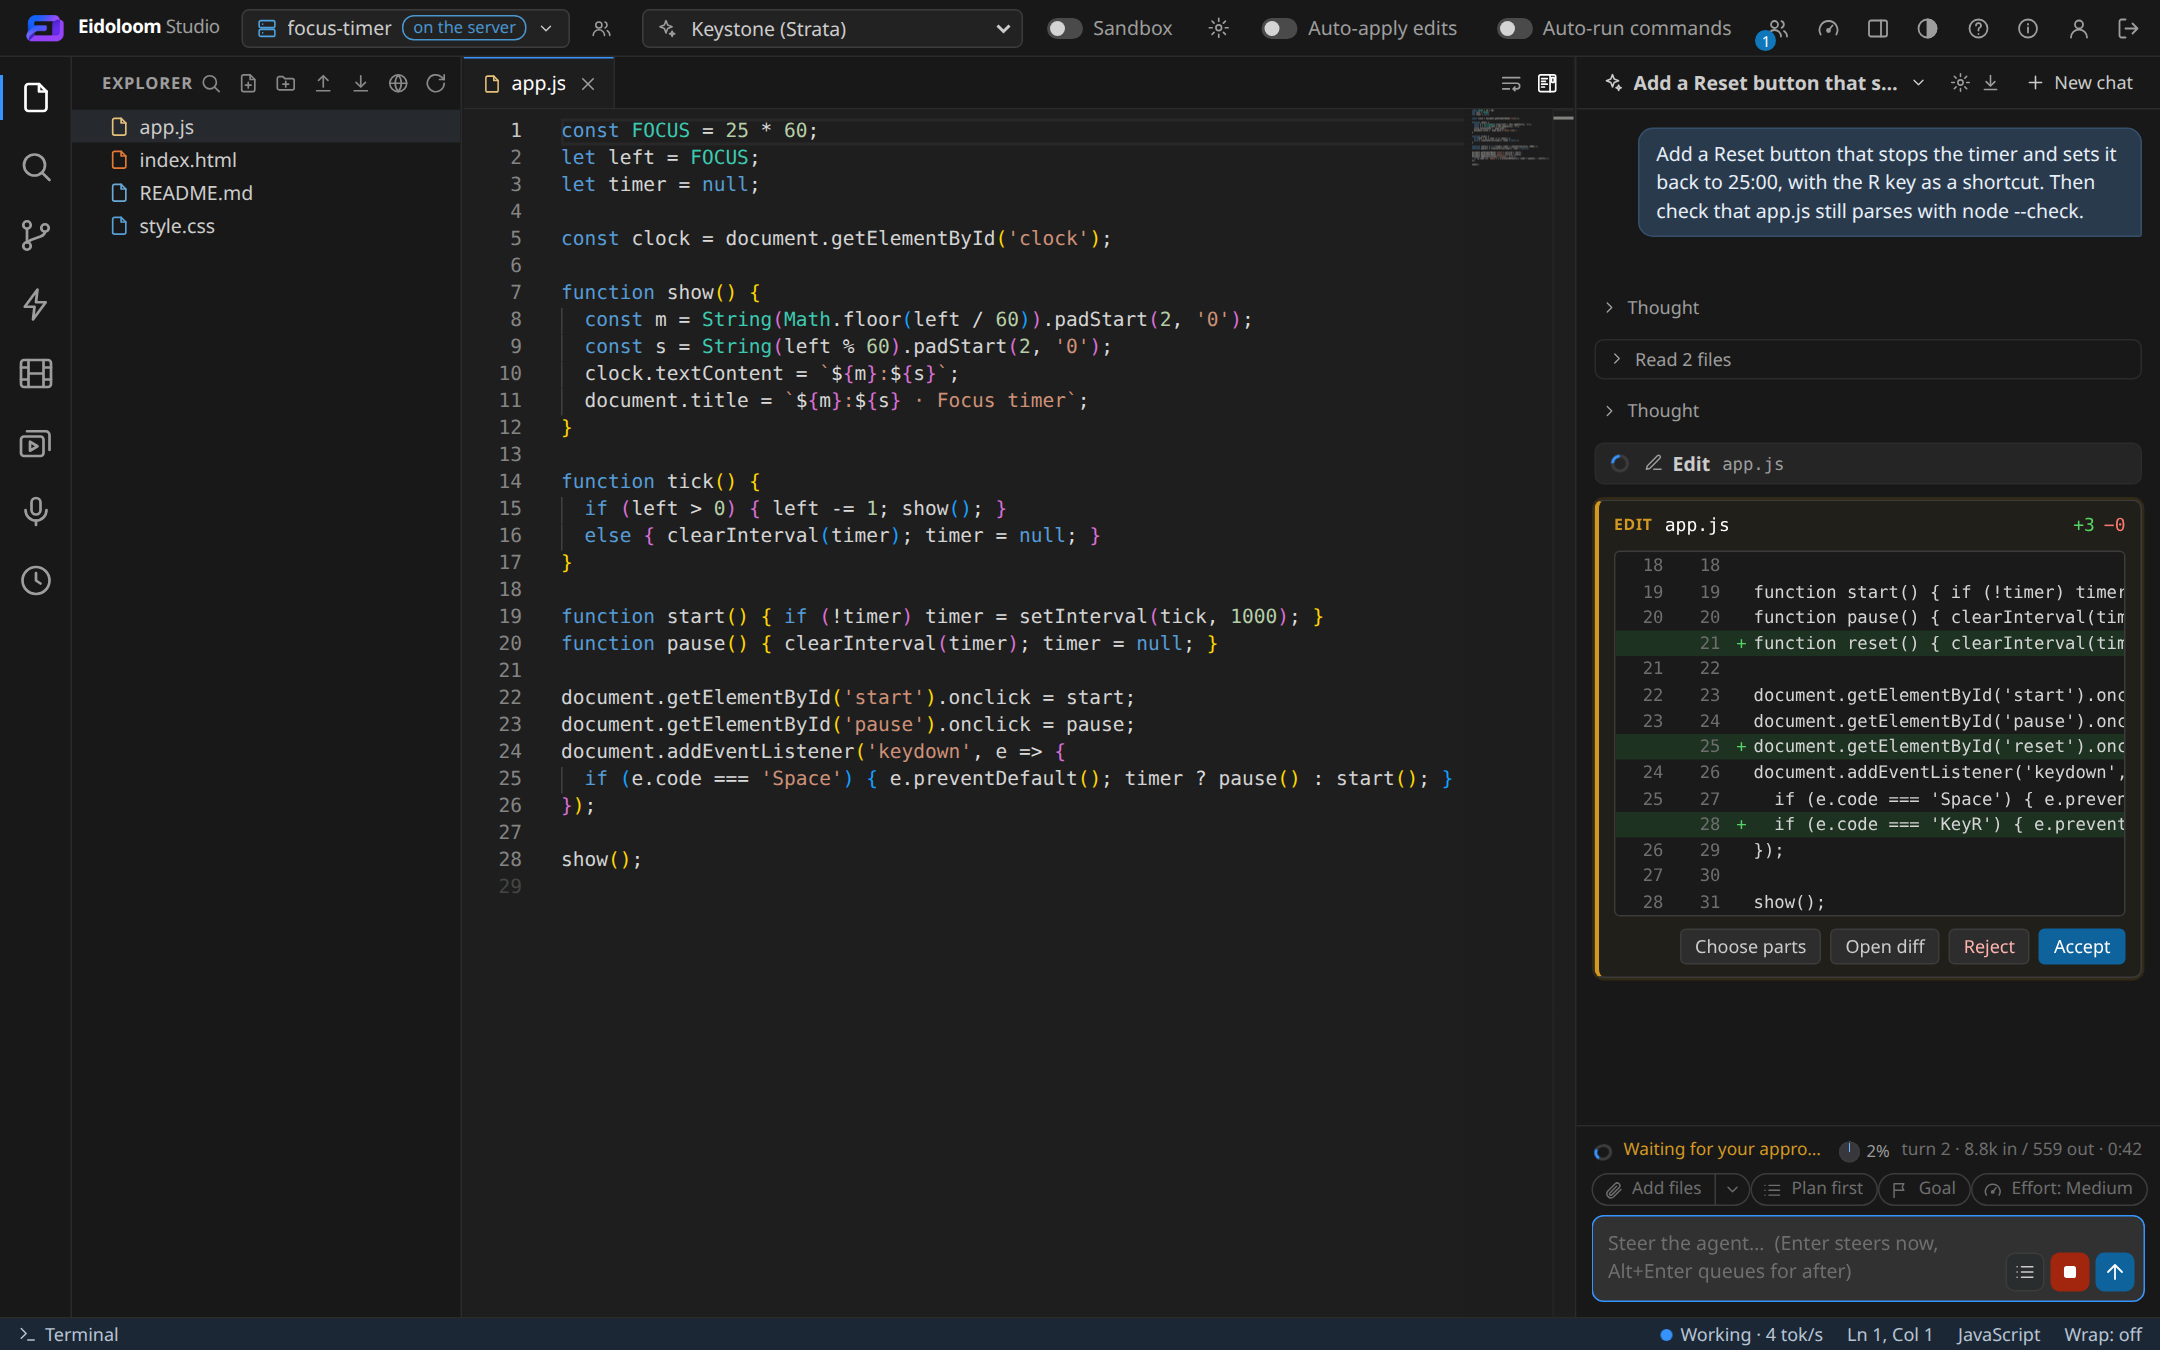 Eidoloom Studio
focus-timer on the server
Keystone (Strata)
Sandbox
Auto-apply edits
Auto-run commands
1
EXPLORER
app.js
index.html
README.md
style.css
app.js
1 const FOCUS = 25 * 60;
2 let left = FOCUS;
3 let timer = null;
4
5 const clock = document.getElementById('clock');
6
7 function show() {
8 const m = String(Math.floor(left / 60)).padStart(2, '0');
9 const s = String(left % 60).padStart(2, '0');
10 clock.textContent = `${m}:${s}`;
11 document.title = `${m}:${s} · Focus timer`;
12 }
13
14 function tick() {
15 if (left > 0) { left -= 1; show(); }
16 else { clearInterval(timer); timer = null; }
17 }
18
19 function start() { if (!timer) timer = setInterval(tick, 1000); }
20 function pause() { clearInterval(timer); timer = null; }
21
22 document.getElementById('start').onclick = start;
23 document.getElementById('pause').onclick = pause;
24 document.addEventListener('keydown', e => {
25 if (e.code === 'Space') { e.preventDefault(); timer ? pause() : start(); }
26 });
27
28 show();
29
Add a Reset button that s...
New chat
Add a Reset button that stops the timer and sets it
back to 25:00, with the R key as a shortcut. Then
check that app.js still parses with node --check.
Thought
Read 2 files
Thought
Edit app.js
EDIT app.js +3 −0
18 18
19 19 function start() { if (!timer) timer
20 20 function pause() { clearInterval(tim
21 + function reset() { clearInterval(tim
21 22
22 23 document.getElementById('start').onc
23 24 document.getElementById('pause').onc
25 + document.getElementById('reset').onc
24 26 document.addEventListener('keydown',
25 27 if (e.code === 'Space') { e.preven
28 + if (e.code === 'KeyR') { e.prevent
26 29 });
27 30
28 31 show();
Choose parts
Open diff
Reject
Accept
Waiting for your appro... 2% turn 2 · 8.8k in / 559 out · 0:42
Add files
Plan first
Goal
Effort: Medium
Steer the agent... (Enter steers now,
Alt+Enter queues for after)
Terminal
Working · 4 tok/s
Ln 1, Col 1
JavaScript
Wrap: off